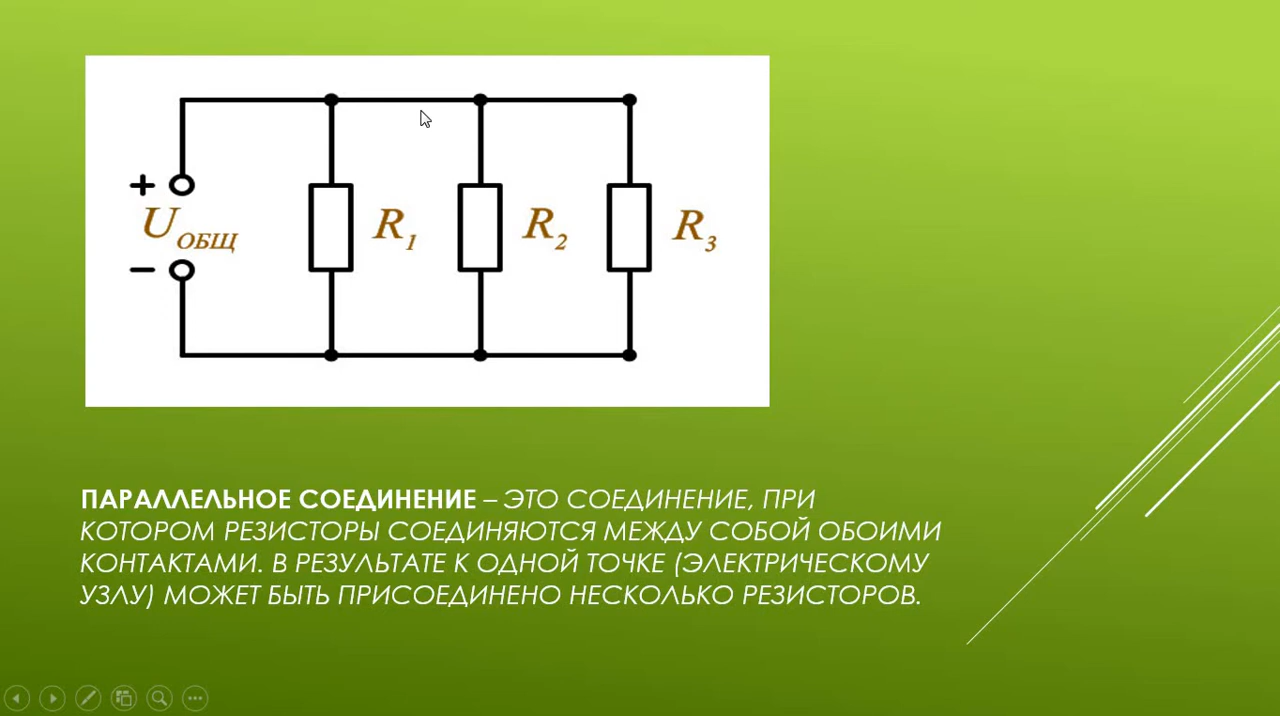 +
U ОБЩ
–
R1
R2
R3
ПАРАЛЛЕЛЬНОЕ СОЕДИНЕНИЕ – ЭТО СОЕДИНЕНИЕ, ПРИ
КОТОРОМ РЕЗИСТОРЫ СОЕДИНЯЮТСЯ МЕЖДУ СОБОЙ ОБОИМИ
КОНТАКТАМИ. В РЕЗУЛЬТАТЕ К ОДНОЙ ТОЧКЕ (ЭЛЕКТРИЧЕСКОМУ
УЗЛУ) МОЖЕТ БЫТЬ ПРИСОЕДИНЕНО НЕСКОЛЬКО РЕЗИСТОРОВ.